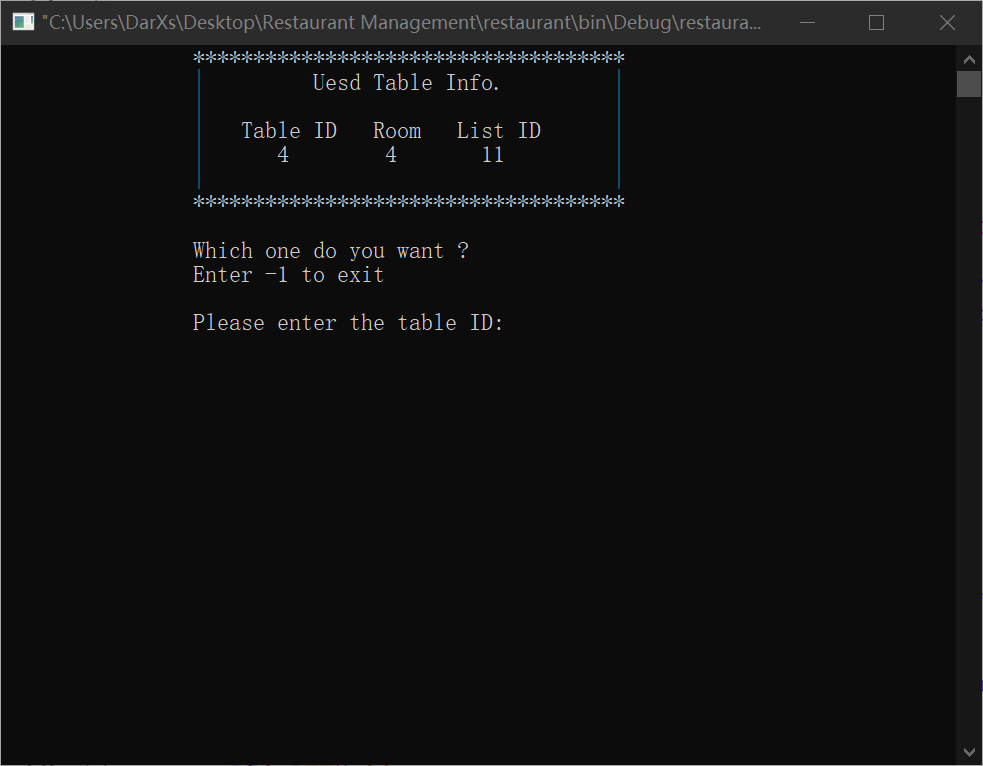 "C:\Users\DarXs\Desktop\Restaurant Management\restaurant\bin\Debug\restaura...
************************************
Uesd Table Info.
Table ID Room List ID
4 4 11
************************************
Which one do you want ?
Enter -1 to exit
Please enter the table ID: